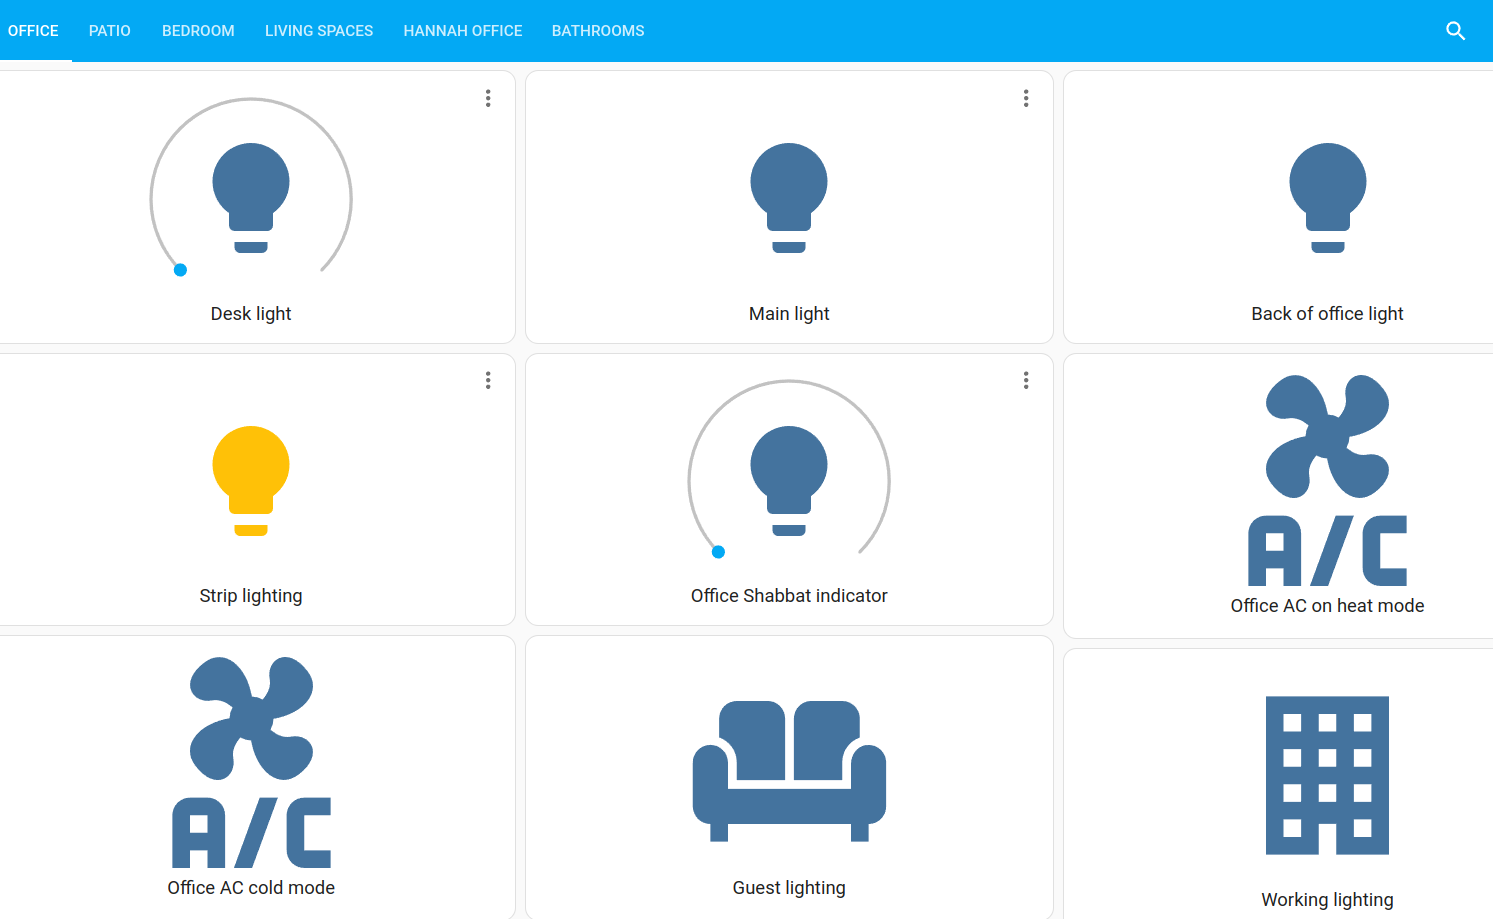 OFFICE PATIO BEDROOM LIVING SPACES HANNAH OFFICE BATHROOMS
Desk light
Main light
Back of office light
Strip lighting
Office Shabbat indicator
A/C
Office AC on heat mode
A/C
Office AC cold mode
Guest lighting
Working lighting